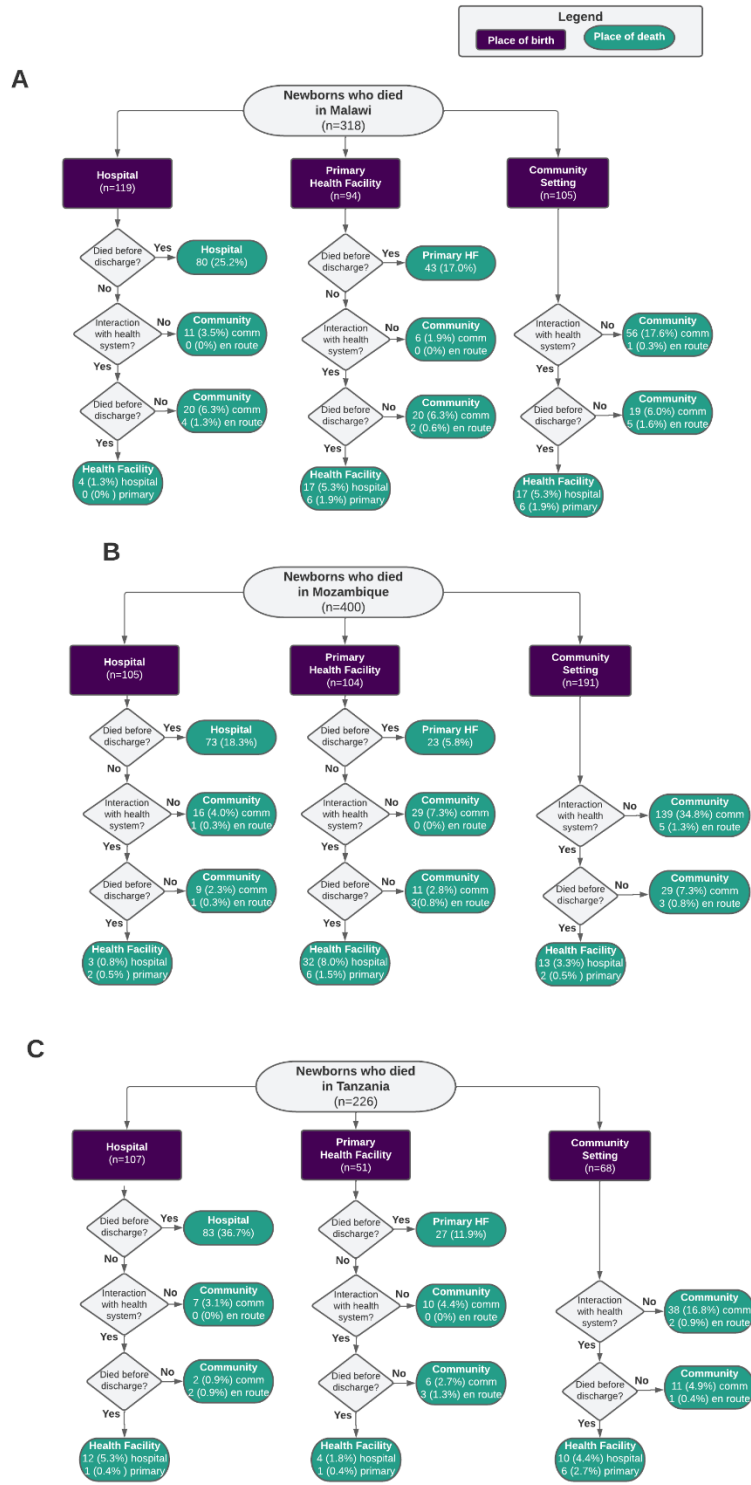 Legend
Place of birth
Place of death
A
Newborns who died
in Malawi
(n=318)
Hospital
(n=119)
Primary
Health Facility
(n=94)
Community
Setting
(n=105)
Died before
discharge?
Yes
Hospital
80 (25.2%)
Died before
discharge?
Yes
Primary HF
43 (17.0%)
No
No
Interaction
with health
system?
No
Community
11 (3.5%) comm
0 (0%) en route
Interaction
with health
system?
No
Community
6 (1.9%) comm
0 (0%) en route
Interaction
with health
system?
No
Community
56 (17.6%) comm
1 (0.3%) en route
Yes
Yes
Yes
Died before
discharge?
No
Community
20 (6.3%) comm
4 (1.3%) en route
Died before
discharge?
No
Community
20 (6.3%) comm
2 (0.6%) en route
Died before
discharge?
No
Community
19 (6.0%) comm
5 (1.6%) en route
Yes
Yes
Yes
Health Facility
4 (1.3%) hospital
0 (0% ) primary
Health Facility
17 (5.3%) hospital
6 (1.9%) primary
Health Facility
17 (5.3%) hospital
6 (1.9%) primary
B
Newborns who died
in Mozambique
(n=400)
Hospital
(n=105)
Primary
Health Facility
(n=104)
Community
Setting
(n=191)
Died before
discharge?
Yes
Hospital
73 (18.3%)
Died before
discharge?
Yes
Primary HF
23 (5.8%)
No
No
Interaction
with health
system?
No
Community
16 (4.0%) comm
1 (0.3%) en route
Interaction
with health
system?
No
Community
29 (7.3%) comm
0 (0%) en route
Interaction
with health
system?
No
Community
139 (34.8%) comm
5 (1.3%) en route
Yes
Yes
Yes
Died before
discharge?
No
Community
9 (2.3%) comm
1 (0.3%) en route
Died before
discharge?
No
Community
11 (2.8%) comm
3(0.8%) en route
Died before
discharge?
No
Community
29 (7.3%) comm
3 (0.8%) en route
Yes
Yes
Yes
Health Facility
3 (0.8%) hospital
2 (0.5% ) primary
Health Facility
32 (8.0%) hospital
6 (1.5%) primary
Health Facility
13 (3.3%) hospital
2 (0.5%) primary
C
Newborns who died
in Tanzania
(n=226)
Hospital
(n=107)
Primary
Health Facility
(n=51)
Community
Setting
(n=68)
Died before
discharge?
Yes
Hospital
83 (36.7%)
Died before
discharge?
Yes
Primary HF
27 (11.9%)
No
No
Interaction
with health
system?
No
Community
7 (3.1%) comm
0 (0%) en route
Interaction
with health
system?
No
Community
10 (4.4%) comm
0 (0%) en route
Interaction
with health
system?
No
Community
38 (16.8%) comm
2 (0.9%) en route
Yes
Yes
Yes
Died before
discharge?
No
Community
2 (0.9%) comm
2 (0.9%) en route
Died before
discharge?
No
Community
6 (2.7%) comm
3 (1.3%) en route
Died before
discharge?
No
Community
11 (4.9%) comm
1 (0.4%) en route
Yes
Yes
Yes
Health Facility
12 (5.3%) hospital
1 (0.4% ) primary
Health Facility
4 (1.8%) hospital
1 (0.4%) primary
Health Facility
10 (4.4%) hospital
6 (2.7%) primary